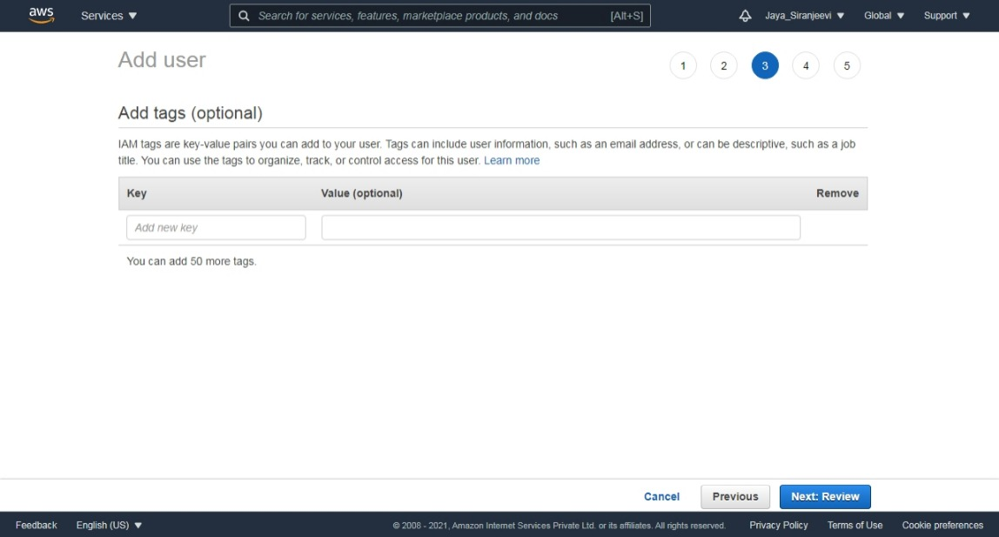 aws Services ▼ Search for services, features, marketplace products, and docs [Alt+S] Jaya_Siranjeevi ▼ Global ▼ Support ▼
Add user 1 2 3 4 5
Add tags (optional)
IAM tags are key-value pairs you can add to your user. Tags can include user information, such as an email address, or can be descriptive, such as a job
title. You can use the tags to organize, track, or control access for this user. Learn more
Key Value (optional) Remove
Add new key
You can add 50 more tags.
Cancel Previous Next: Review
Feedback English (US) ▼ © 2008 - 2021, Amazon Internet Services Private Ltd. or its affiliates. All rights reserved. Privacy Policy Terms of Use Cookie preferences